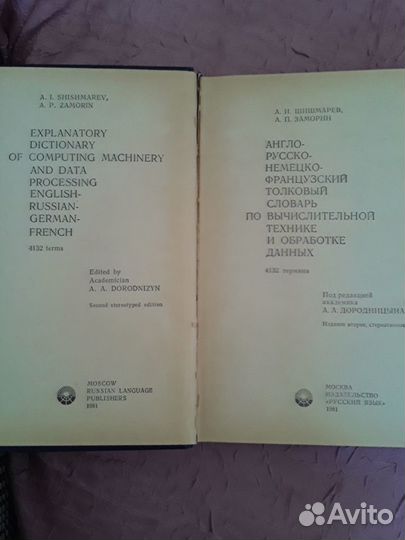 A. I. SHISHMAREV,
A. P. ZAMORIN
EXPLANATORY
DICTIONARY
OF COMPUTING MACHINERY
AND DATA
PROCESSING
ENGLISH-
RUSSIAN-
GERMAN-
FRENCH
4132 terms
Edited by
Academician
A. A. DORODNIZYN
Second stereotyped edition
MOSCOW
RUSSIAN LANGUAGE
PUBLISHERS
1981
А. И. ШИШМАРЕВ,
А. П. ЗАМОРИН
АНГЛО-
РУССКО-
НЕМЕЦКО-
ФРАНЦУЗСКИЙ
ТОЛКОВЫЙ
СЛОВАРЬ
ПО ВЫЧИСЛИТЕЛЬНОЙ
ТЕХНИКЕ
И ОБРАБОТКЕ
ДАННЫХ
4132 термина
Под редакцией
академика
А. А. ДОРОДНИЦЫНА
Издание второе, стереотипное
МОСКВА
ИЗДАТЕЛЬСТВО
«РУССКИЙ ЯЗЫК»
1981
Avito